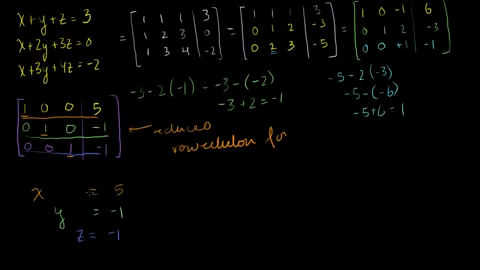 x+y+z=3
x+2y+3z=0
x+3y+4z=-2
= [1 1 1 | 3
1 2 3 | 0
1 3 4 | -2]
= [1 1 1 | 3
0 1 2 | -3
0 2 3 | -5]
= [1 0 -1 | 6
0 1 2 | -3
0 0 +1 | -1]
-3-2(-1) = -3-(-2)
-3+2=-1
-5-2(-3)
-5-(-6)
-5+6=1
[1 0 0 | 5
0 1 0 | -1
0 0 1 | -1]
reduced
row echelon for
x = 5
y = -1
z = -1